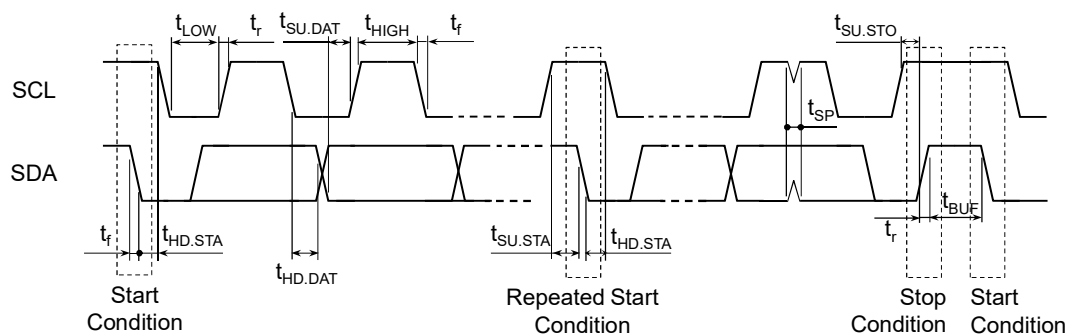 tLOW tr tSU.DAT tHIGH tf tSU.STO
SCL
tSP
SDA
tf tHD.STA tHD.DAT tSU.STA tHD.STA tr tBUF
Start
Condition
Repeated Start
Condition
Stop
Condition
Start
Condition